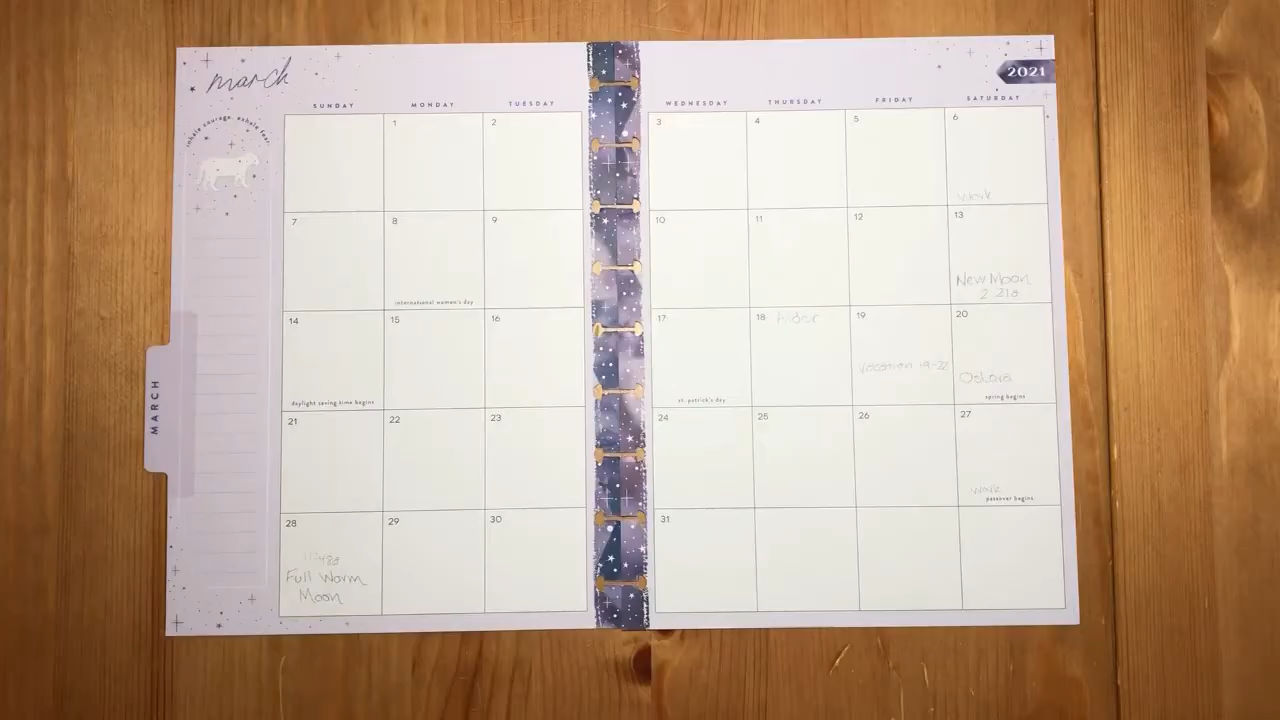 march
2021
SUNDAY MONDAY TUESDAY WEDNESDAY THURSDAY FRIDAY SATURDAY
inhale courage. exhale fear.
1 2 3 4 5 6
work
7 8 9 10 11 12 13
international women's day
New Moon
2:21a
14 15 16 17 18 19 20
Vacation 19-22
Ostara
daylight saving time begins
st. patrick's day
spring begins
MARCH
21 22 23 24 25 26 27
work
passover begins
28 29 30 31
Full Worm
Moon